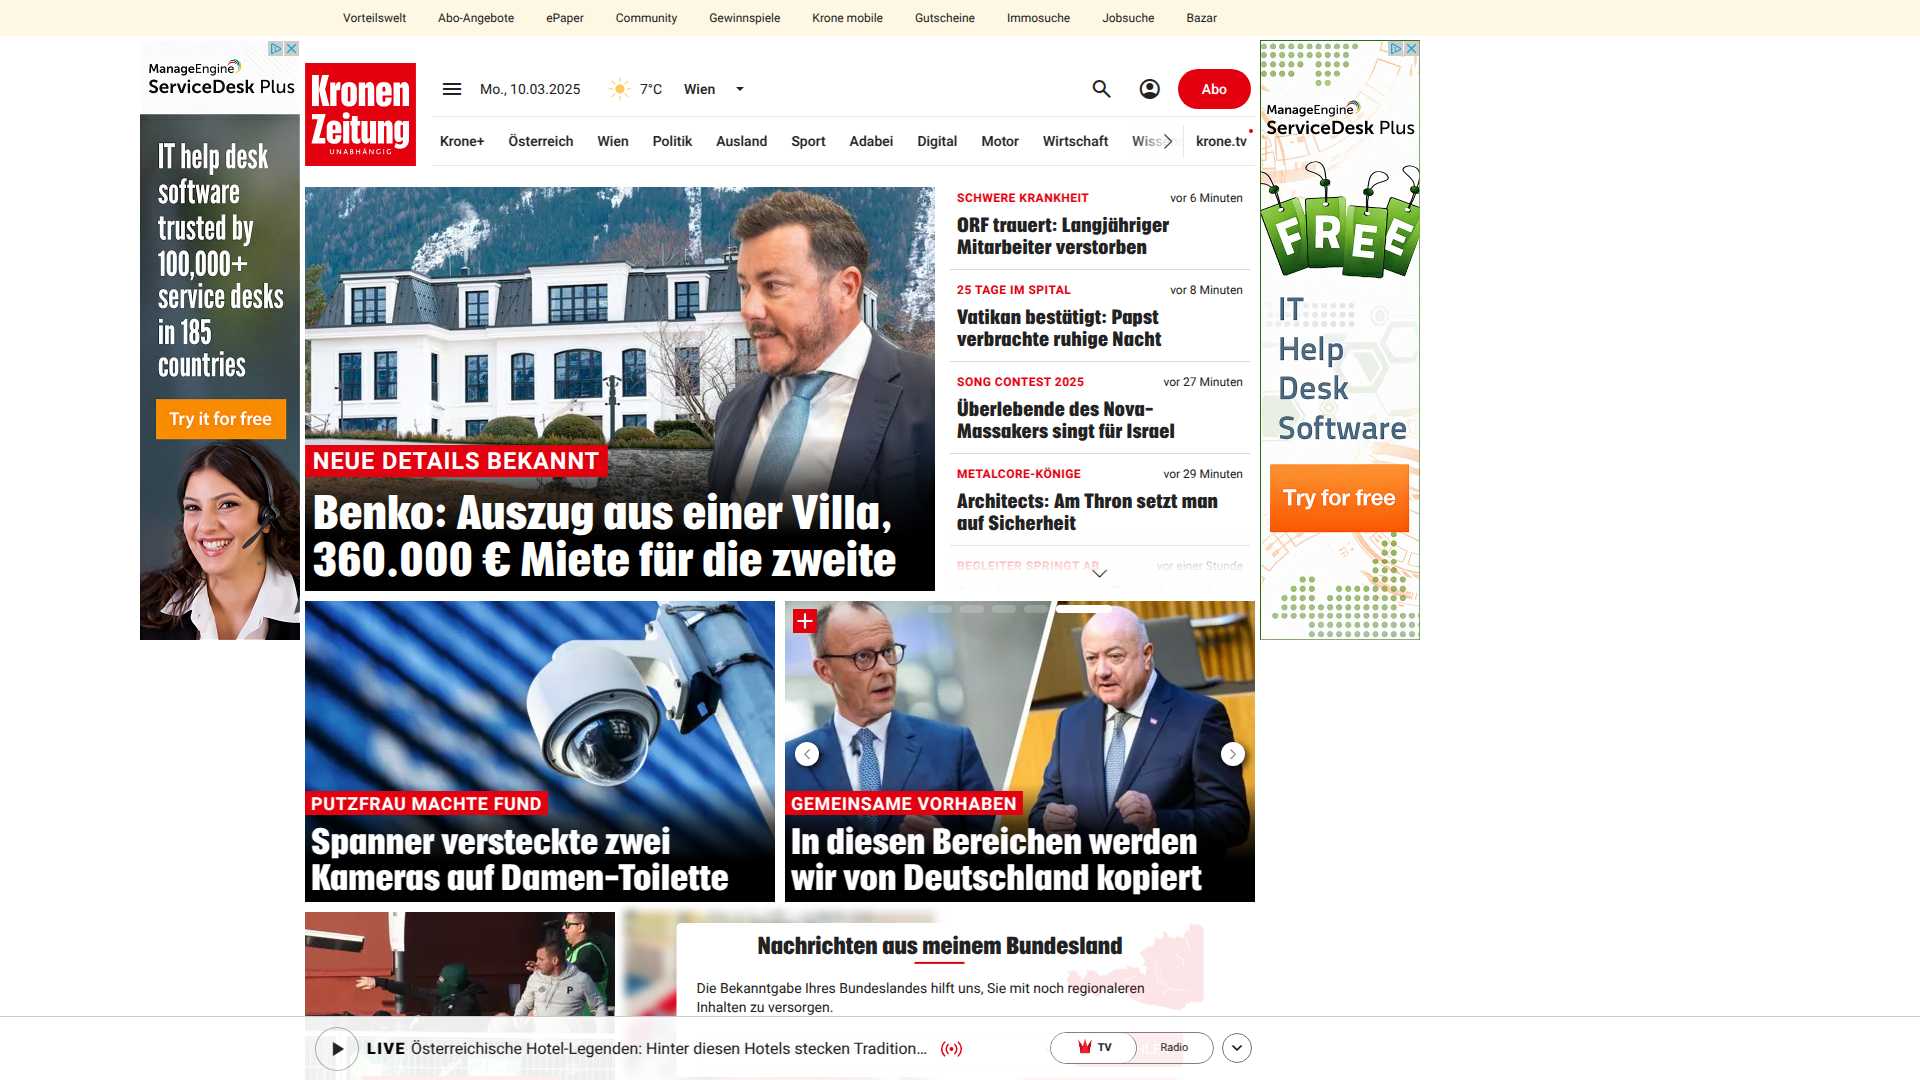 Vorteilswelt Abo-Angebote ePaper Community Gewinnspiele Krone mobile Gutscheine Immosuche Jobsuche Bazar
ManageEngine
ServiceDesk Plus
IT help desk
software
trusted by
100,000+
service desks
in 185
countries
Try it for free
Kronen
Zeitung
UNABHÄNGIG
Mo., 10.03.2025 7°C Wien
Abo
Krone+ Österreich Wien Politik Ausland Sport Adabei Digital Motor Wirtschaft Wiss krone.tv
NEUE DETAILS BEKANNT
Benko: Auszug aus einer Villa,
360.000 € Miete für die zweite
SCHWERE KRANKHEIT vor 6 Minuten
ORF trauert: Langjähriger
Mitarbeiter verstorben
25 TAGE IM SPITAL vor 8 Minuten
Vatikan bestätigt: Papst
verbrachte ruhige Nacht
SONG CONTEST 2025 vor 27 Minuten
Überlebende des Nova-
Massakers singt für Israel
METALCORE-KÖNIGE vor 29 Minuten
Architects: Am Thron setzt man
auf Sicherheit
BEGLEITER SPRINGT AB vor einer Stunde
ManageEngine
ServiceDesk Plus
FREE
IT
Help
Desk
Software
Try for free
PUTZFRAU MACHTE FUND
Spanner versteckte zwei
Kameras auf Damen-Toilette
GEMEINSAME VORHABEN
In diesen Bereichen werden
wir von Deutschland kopiert
Nachrichten aus meinem Bundesland
Die Bekanntgabe Ihres Bundeslandes hilft uns, Sie mit noch regionaleren
Inhalten zu versorgen.
LIVE Österreichische Hotel-Legenden: Hinter diesen Hotels stecken Tradition...
TV Radio